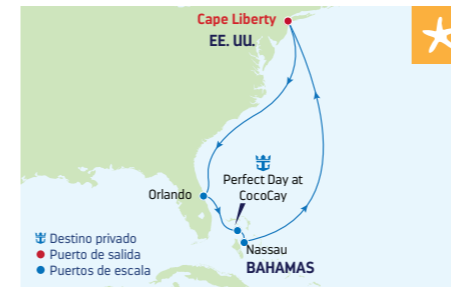 Cape Liberty
EE. UU.
Perfect Day at
CocoCay
Orlando
Nassau
BAHAMAS
Destino privado
Puerto de salida
Puertos de escala